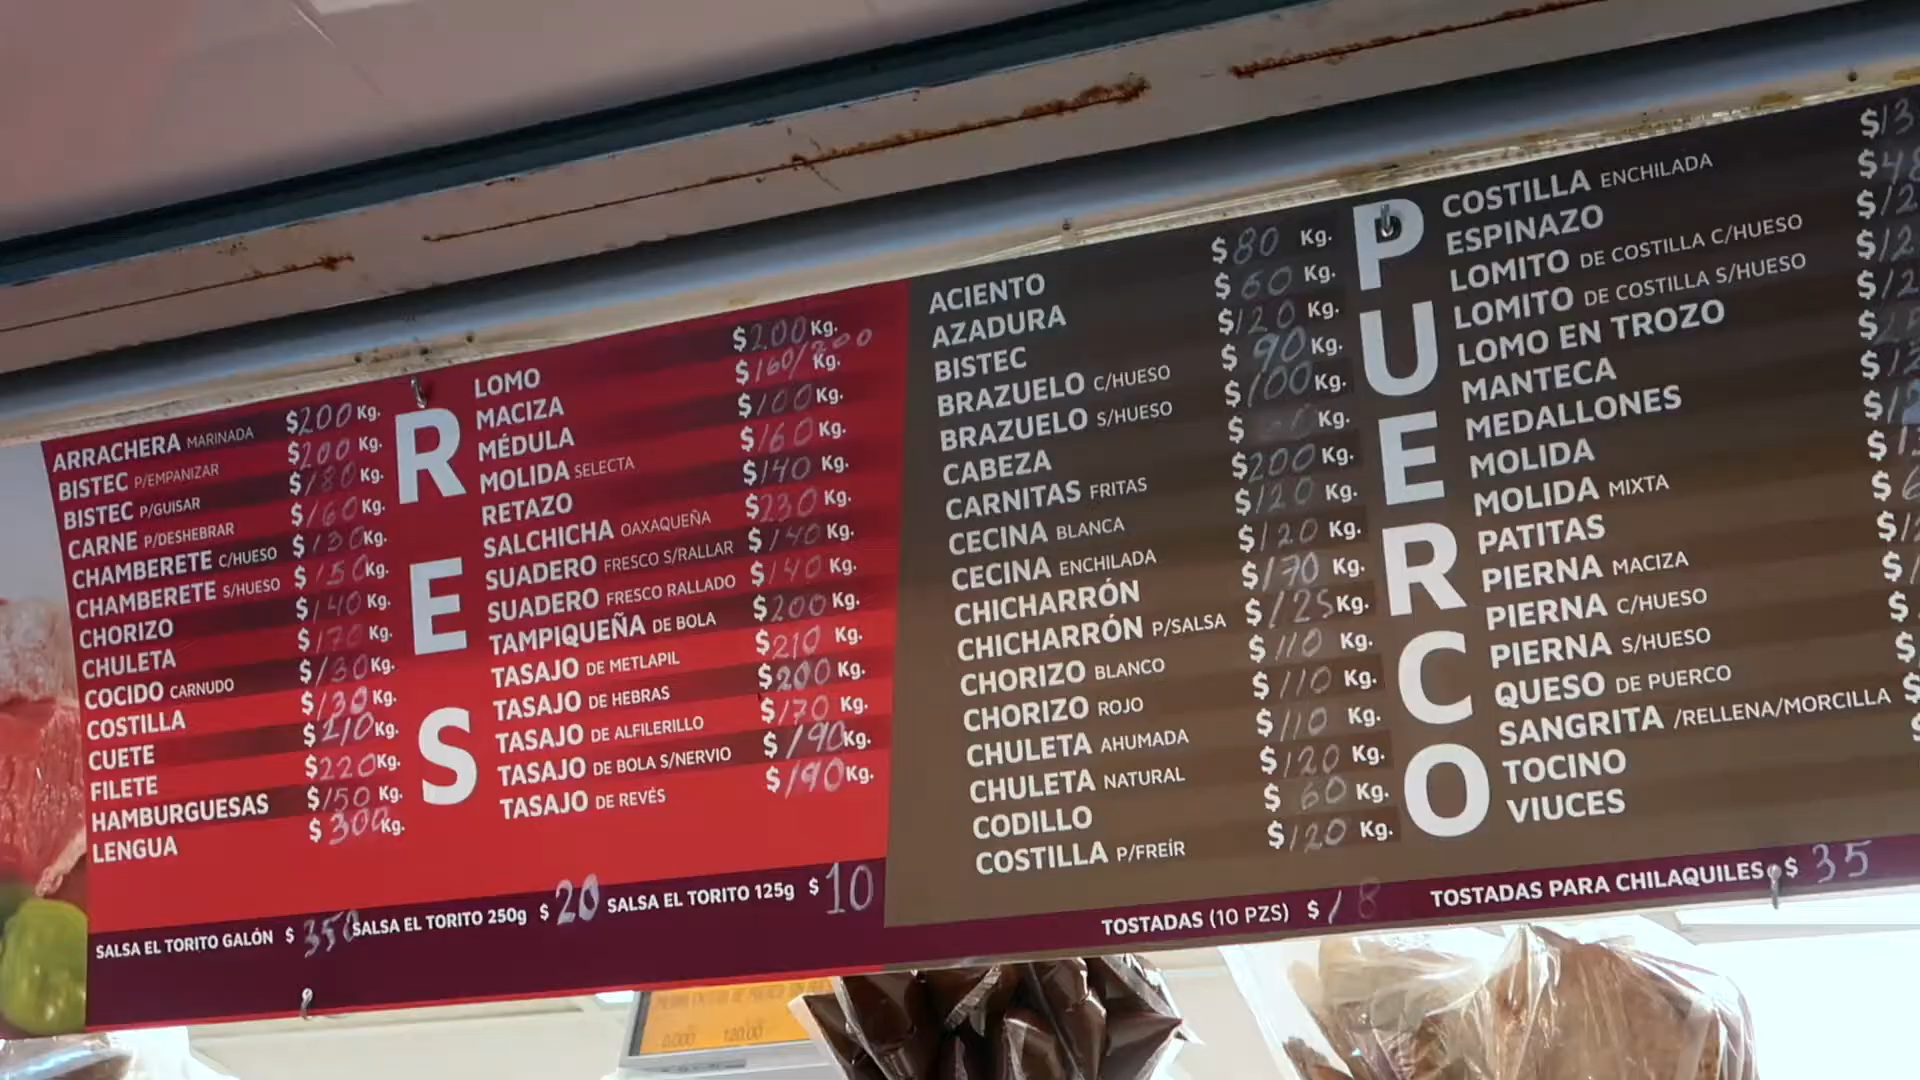 RES
ARRACHERA MARINADA $200 Kg.
BISTEC P/EMPANIZAR $200 Kg.
BISTEC P/GUISAR $180 Kg.
CARNE P/DESHEBRAR $160 Kg.
CHAMBERETE C/HUESO $130 Kg.
CHAMBERETE S/HUESO $150 Kg.
CHORIZO $140 Kg.
CHULETA $170 Kg.
COCIDO CARNUDO $130 Kg.
COSTILLA $130 Kg.
CUETE $210 Kg.
FILETE $220 Kg.
HAMBURGUESAS $150 Kg.
LENGUA $300 Kg.
LOMO $200 Kg.
MACIZA $160/200 Kg.
MÉDULA $100 Kg.
MOLIDA SELECTA $160 Kg.
RETAZO $140 Kg.
SALCHICHA OAXAQUEÑA $230 Kg.
SUADERO FRESCO S/RALLAR $140 Kg.
SUADERO FRESCO RALLADO $140 Kg.
TAMPIQUEÑA DE BOLA $200 Kg.
TASAJO DE METLAPIL $210 Kg.
TASAJO DE HEBRAS $200 Kg.
TASAJO DE ALFILERILLO $170 Kg.
TASAJO DE BOLA S/NERVIO $190 Kg.
TASAJO DE REVÉS $190 Kg.
PUERCO
ACIENTO $80 Kg.
AZADURA $60 Kg.
BISTEC $120 Kg.
BRAZUELO C/HUESO $90 Kg.
BRAZUELO S/HUESO $100 Kg.
CABEZA $ Kg.
CARNITAS FRITAS $200 Kg.
CECINA BLANCA $120 Kg.
CECINA ENCHILADA $120 Kg.
CHICHARRÓN $170 Kg.
CHICHARRÓN P/SALSA $125 Kg.
CHORIZO BLANCO $110 Kg.
CHORIZO ROJO $110 Kg.
CHULETA AHUMADA $110 Kg.
CHULETA NATURAL $120 Kg.
CODILLO $60 Kg.
COSTILLA P/FREÍR $120 Kg.
COSTILLA ENCHILADA
ESPINAZO
LOMITO DE COSTILLA C/HUESO
LOMITO DE COSTILLA S/HUESO
LOMO EN TROZO
MANTECA
MEDALLONES
MOLIDA
MOLIDA MIXTA
PATITAS
PIERNA MACIZA
PIERNA C/HUESO
PIERNA S/HUESO
QUESO DE PUERCO
SANGRITA /RELLENA/MORCILLA
TOCINO
VIUCES
SALSA EL TORITO GALÓN $ 350 SALSA EL TORITO 250g $ 20 SALSA EL TORITO 125g $ 10
TOSTADAS (10 PZS) $ 18 TOSTADAS PARA CHILAQUILES $ 35